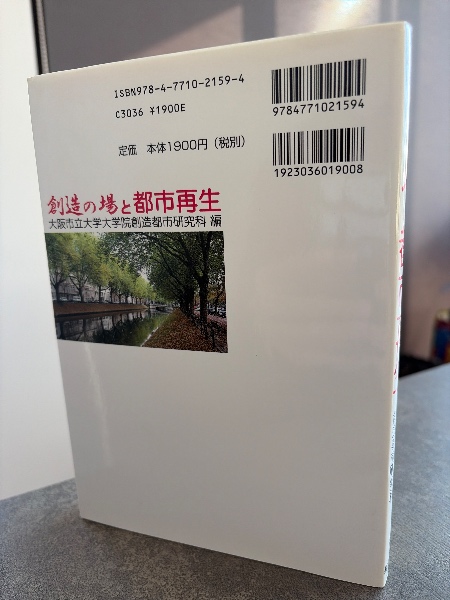 ISBN978-4-7710-2159-4
C3036 ¥1900E
定価 本体1900円（税別）
9784771021594
1923036019008
創造の場と都市再生
大阪市立大学大学院創造都市研究科 編